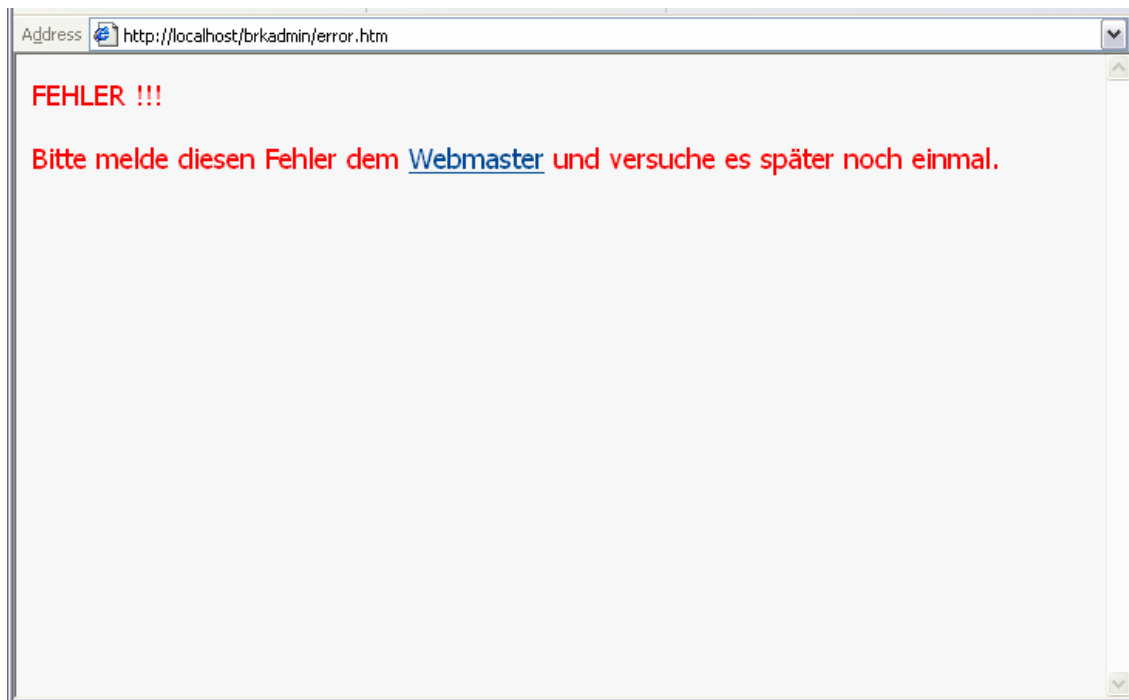 Address http://localhost/brkadmin/error.htm
FEHLER !!!
Bitte melde diesen Fehler dem Webmaster und versuche es später noch einmal.